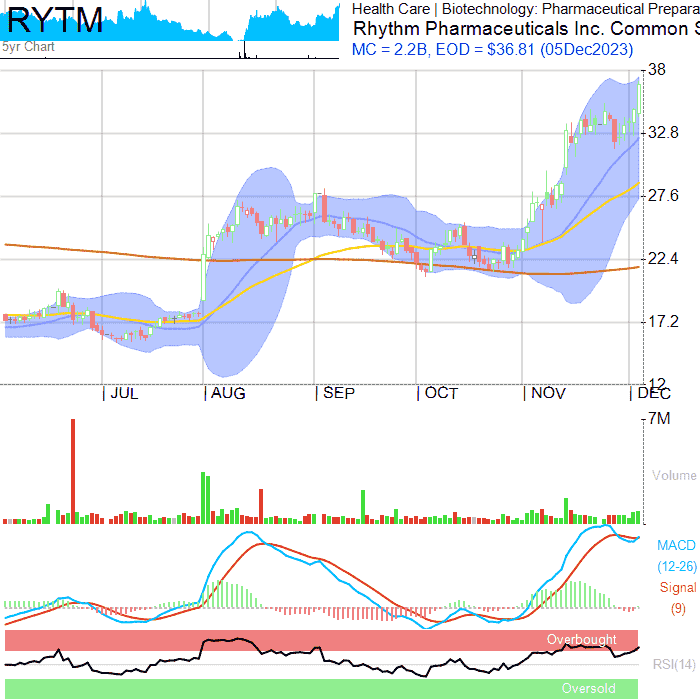 RYTM
Health Care | Biotechnology: Pharmaceutical Prepara
Rhythm Pharmaceuticals Inc. Common S
5yr Chart
MC = 2.2B, EOD = $36.81 (05Dec2023)
38
32.8
27.6
22.4
17.2
12
JUL AUG SEP OCT NOV DEC
7M
Volume
MACD
(12-26)
Signal
(9)
Overbought
RSI(14)
Oversold